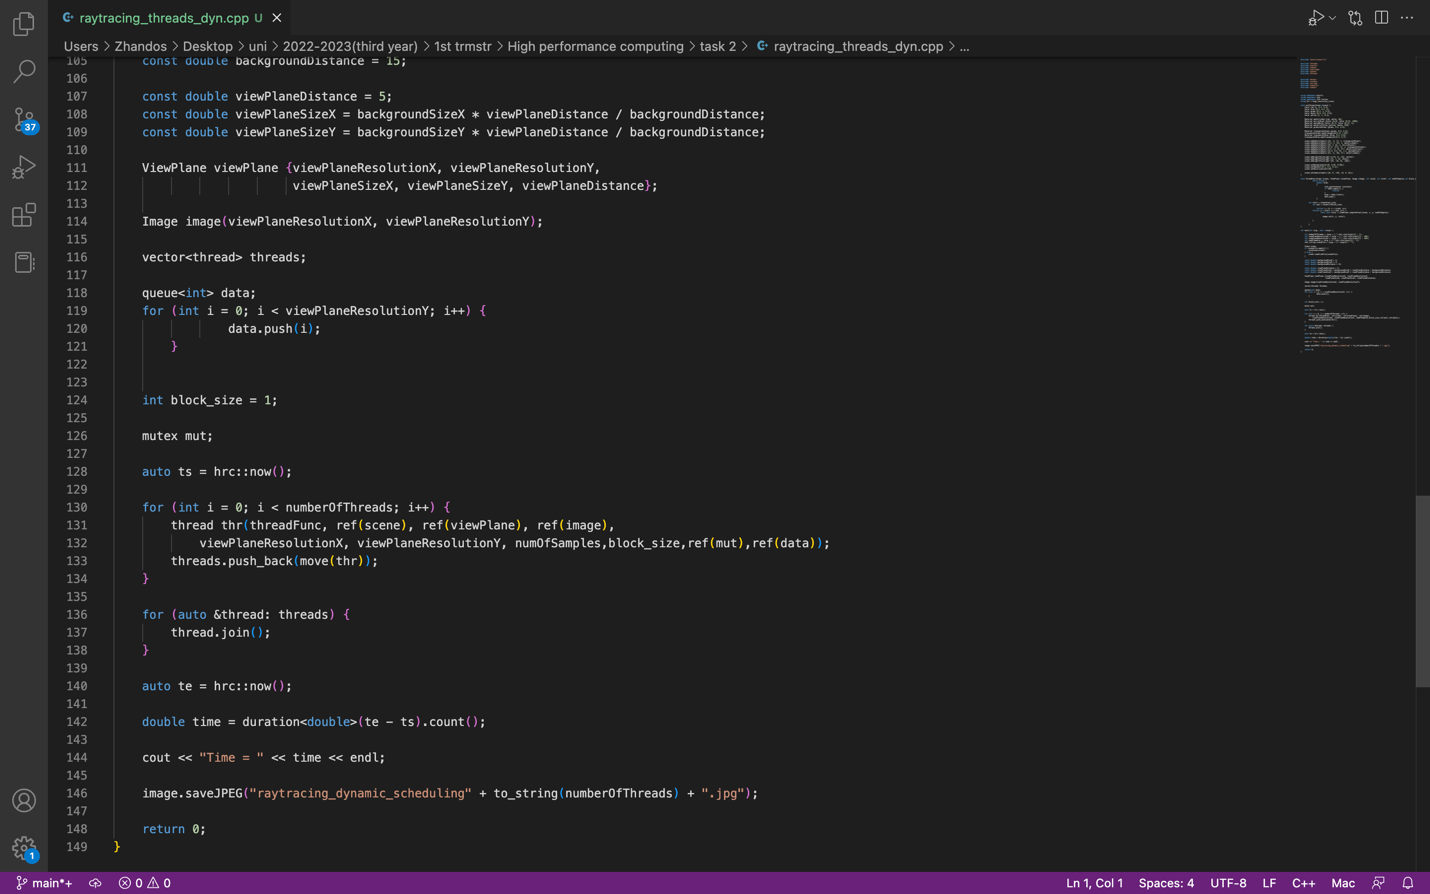 raytracing_threads_dyn.cpp U
Users > Zhandos > Desktop > uni > 2022-2023(third year) > 1st trmstr > High performance computing > task 2 > raytracing_threads_dyn.cpp > ...
105 const double backgroundDistance = 15;
106
107 const double viewPlaneDistance = 5;
108 const double viewPlaneSizeX = backgroundSizeX * viewPlaneDistance / backgroundDistance;
109 const double viewPlaneSizeY = backgroundSizeY * viewPlaneDistance / backgroundDistance;
110
111 ViewPlane viewPlane {viewPlaneResolutionX, viewPlaneResolutionY,
112 viewPlaneSizeX, viewPlaneSizeY, viewPlaneDistance};
113
114 Image image(viewPlaneResolutionX, viewPlaneResolutionY);
115
116 vector<thread> threads;
117
118 queue<int> data;
119 for (int i = 0; i < viewPlaneResolutionY; i++) {
120 data.push(i);
121 }
122
123
124 int block_size = 1;
125
126 mutex mut;
127
128 auto ts = hrc::now();
129
130 for (int i = 0; i < numberOfThreads; i++) {
131 thread thr(threadFunc, ref(scene), ref(viewPlane), ref(image),
132 viewPlaneResolutionX, viewPlaneResolutionY, numOfSamples,block_size,ref(mut),ref(data));
133 threads.push_back(move(thr));
134 }
135
136 for (auto &thread: threads) {
137 thread.join();
138 }
139
140 auto te = hrc::now();
141
142 double time = duration<double>(te - ts).count();
143
144 cout << "Time = " << time << endl;
145
146 image.saveJPEG("raytracing_dynamic_scheduling" + to_string(numberOfThreads) + ".jpg");
147
148 return 0;
149 }
37
1
main*+ 0 0 Ln 1, Col 1 Spaces: 4 UTF-8 LF C++ Mac